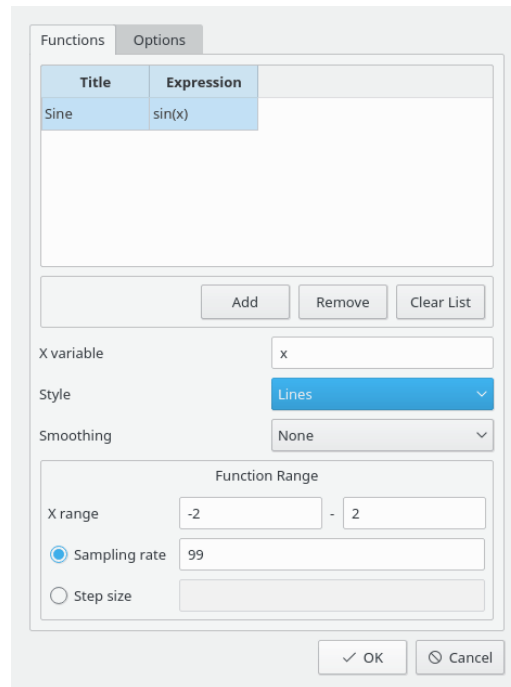 Functions Options
Title Expression
Sine sin(x)
Add Remove Clear List
X variable x
Style Lines
Smoothing None
Function Range
X range -2 - 2
Sampling rate 99
Step size
OK Cancel